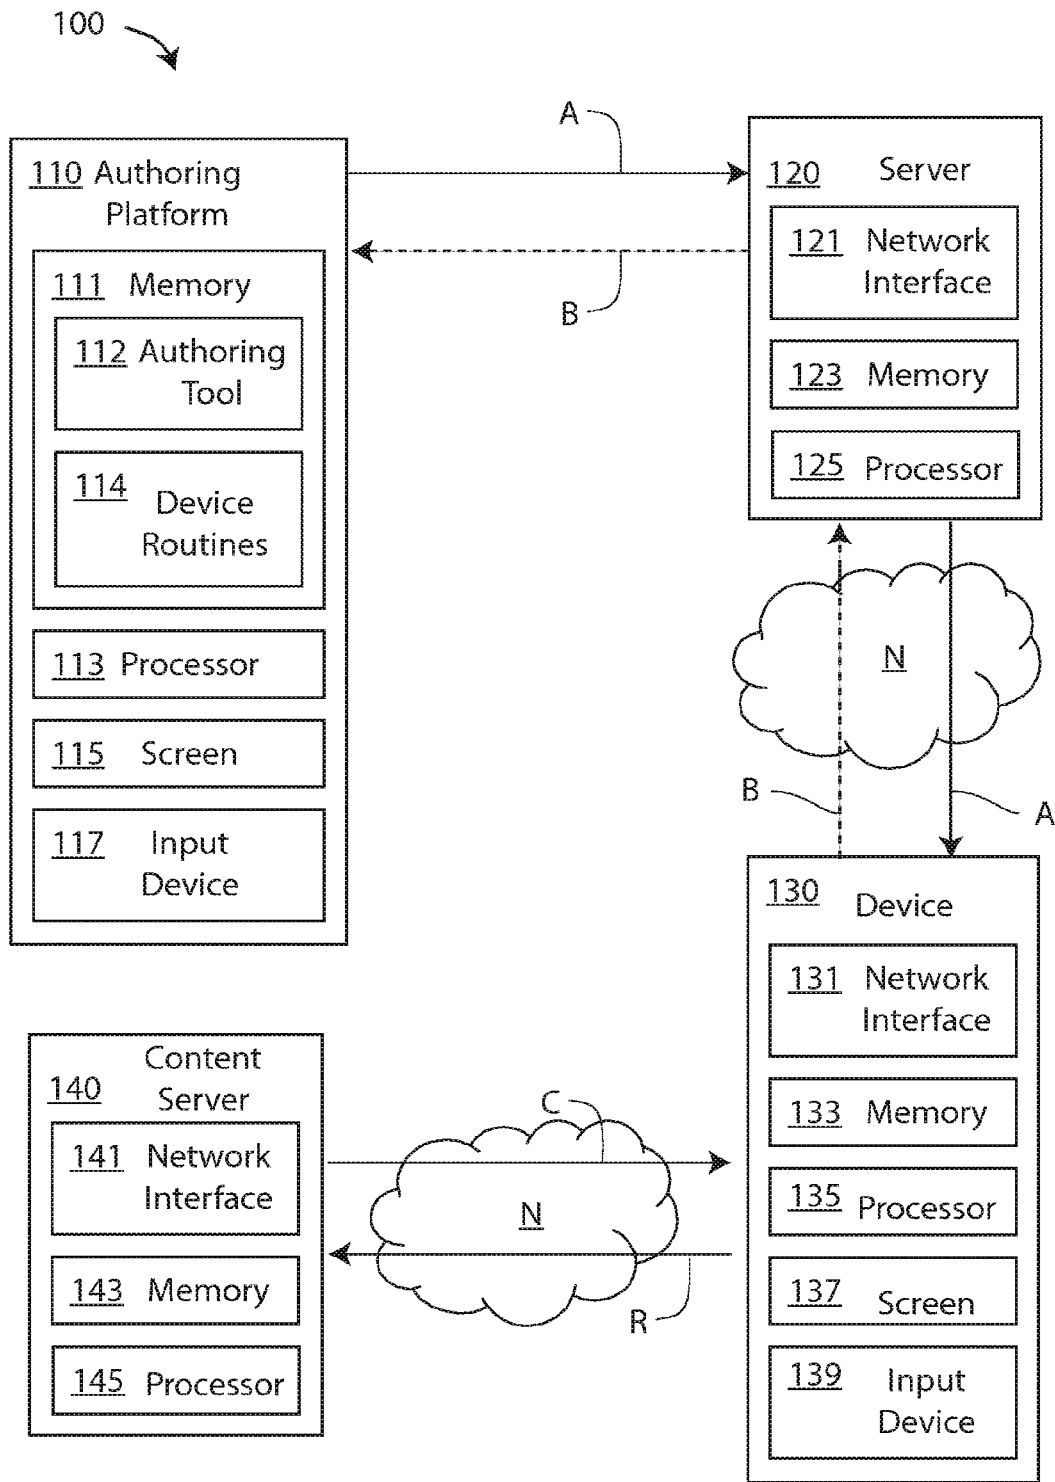 100
A
110 Authoring
Platform
111 Memory
112 Authoring
Tool
114 Device
Routines
113 Processor
115 Screen
117 Input
Device
B
120 Server
121 Network
Interface
123 Memory
125 Processor
N
B
A
130 Device
131 Network
Interface
133 Memory
135 Processor
137 Screen
139 Input
Device
140 Content
Server
141 Network
Interface
143 Memory
145 Processor
C
N
R